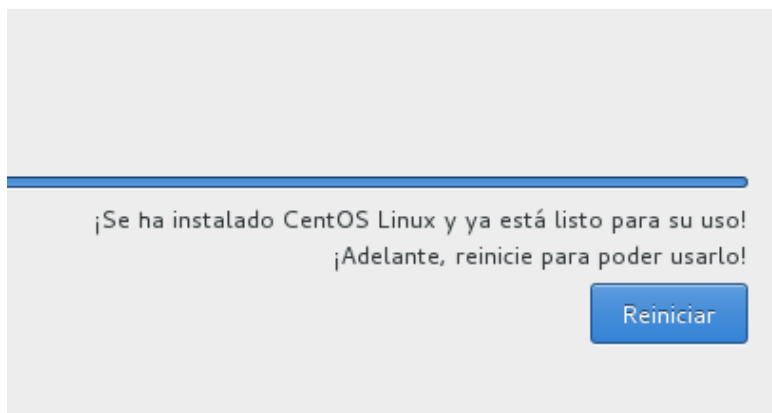 ¡Se ha instalado CentOS Linux y ya está listo para su uso!
¡Adelante, reinicie para poder usarlo!
Reiniciar